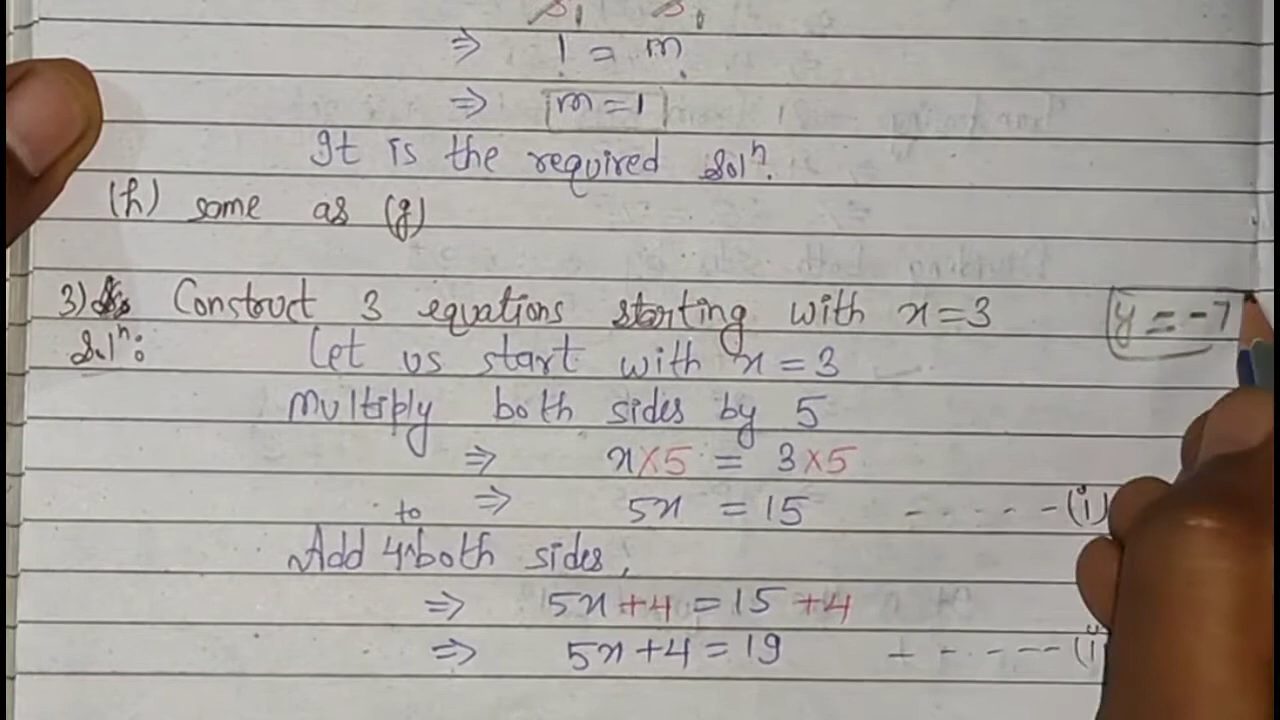 ⇒ 1 = m
⇒ m = 1
It is the required Solⁿ.
(h) same as (g)
3) Construct 3 equations starting with x = 3 y = -7
Solⁿ: Let us start with x = 3
Multiply both sides by 5
⇒ x×5 = 3×5
⇒ 5x = 15 - - - - - (i)
Add 4 to both sides,
⇒ 5x + 4 = 15 + 4
⇒ 5x + 4 = 19